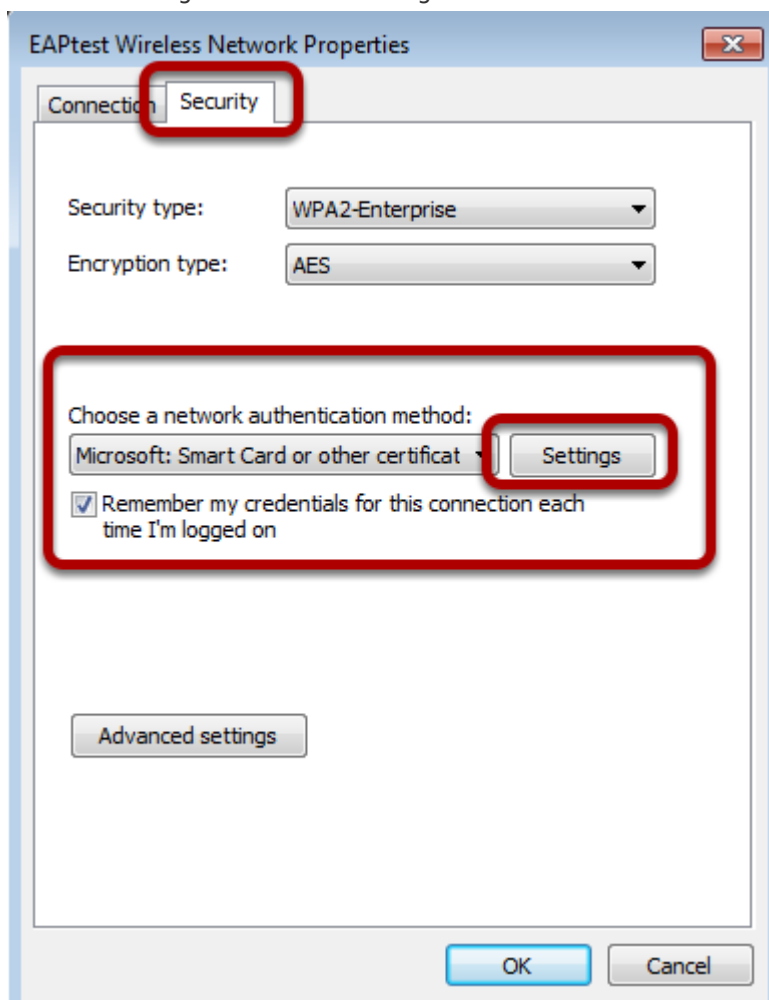 EAPtest Wireless Network Properties
Connection Security
Security type: WPA2-Enterprise
Encryption type: AES
Choose a network authentication method:
Microsoft: Smart Card or other certificat Settings
Remember my credentials for this connection each
time I'm logged on
Advanced settings
OK Cancel